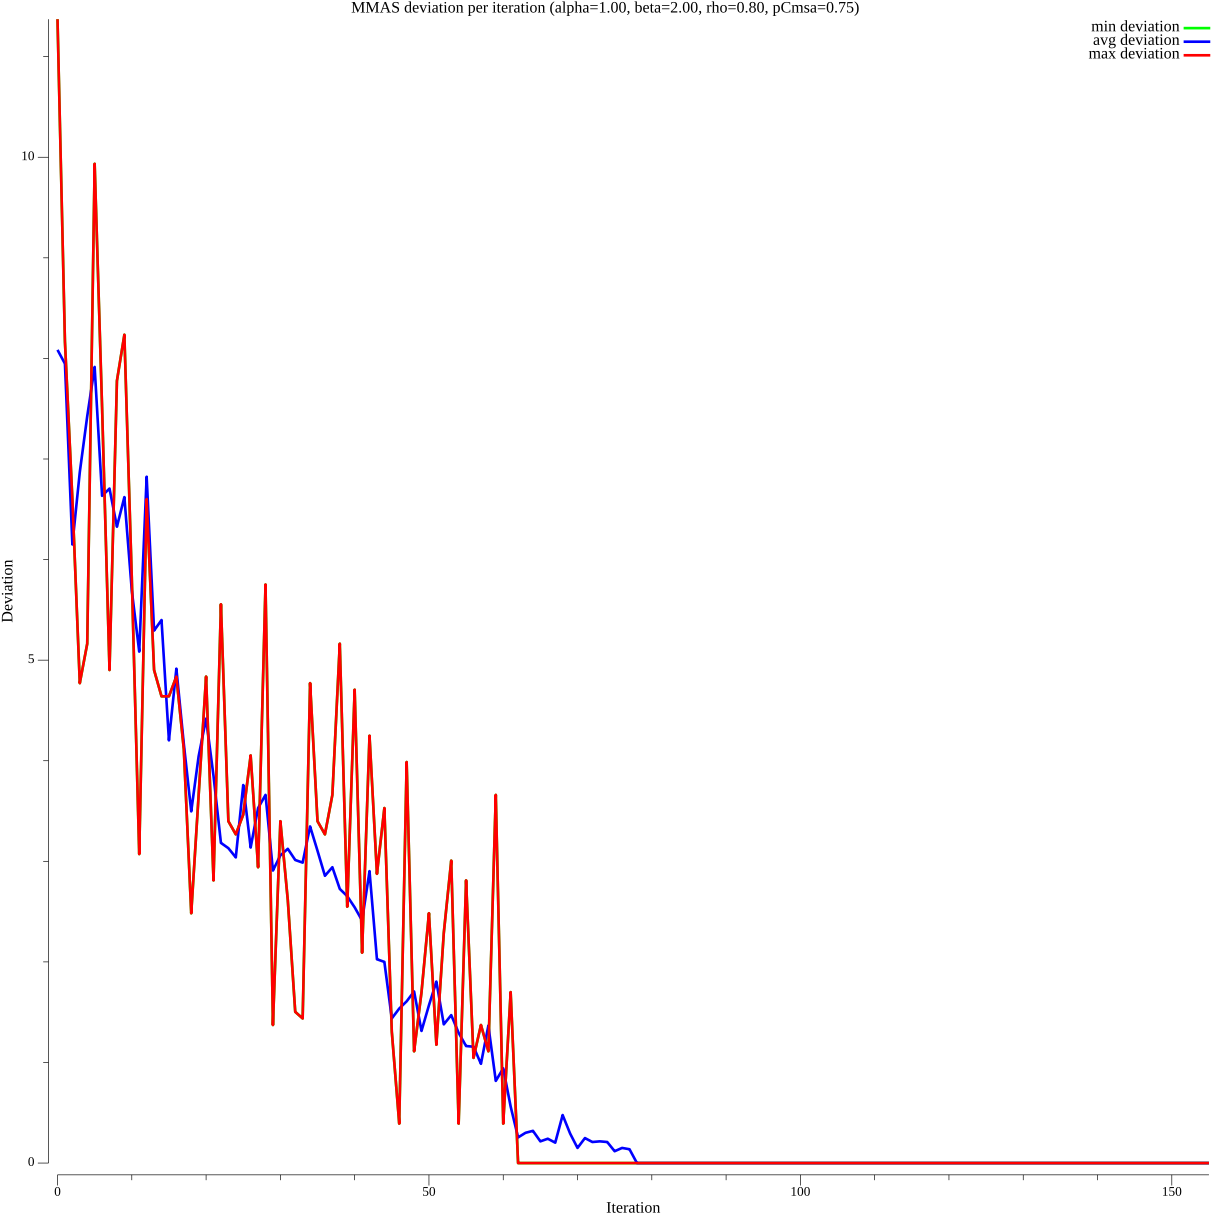 MMAS deviation per iteration (alpha=1.00, beta=2.00, rho=0.80, pCmsa=0.75)
min deviation
avg deviation
max deviation
10
5
0
Deviation
0
50
100
150
Iteration